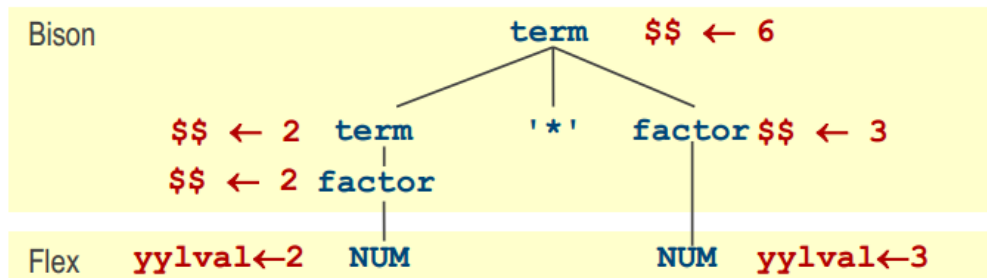 Bison term $$ ← 6
$$ ← 2 term '*' factor $$ ← 3
$$ ← 2 factor
Flex yylval←2 NUM NUM yylval←3